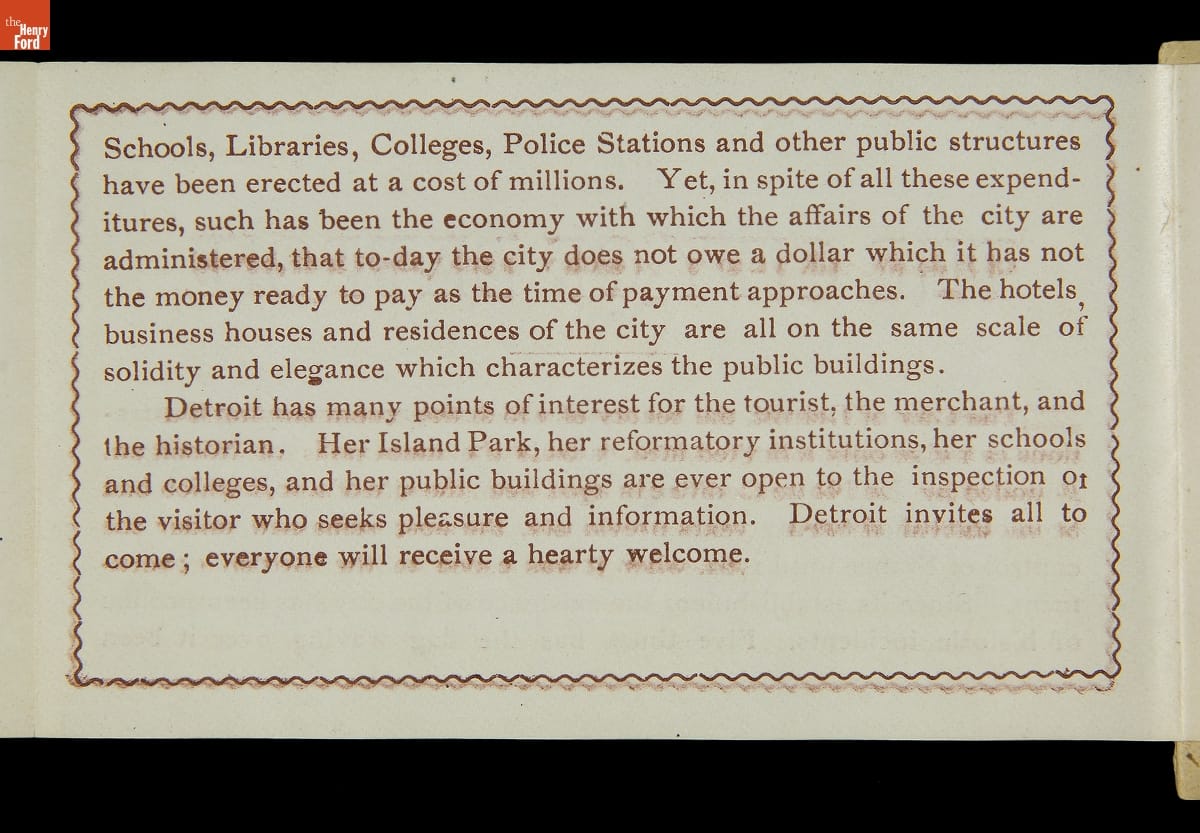 the
Henry
Ford
Schools, Libraries, Colleges, Police Stations and other public structures
have been erected at a cost of millions. Yet, in spite of all these expend-
itures, such has been the economy with which the affairs of the city are
administered, that to-day the city does not owe a dollar which it has not
the money ready to pay as the time of payment approaches. The hotels,
business houses and residences of the city are all on the same scale of
solidity and elegance which characterizes the public buildings.
Detroit has many points of interest for the tourist, the merchant, and
the historian. Her Island Park, her reformatory institutions, her schools
and colleges, and her public buildings are ever open to the inspection of
the visitor who seeks pleasure and information. Detroit invites all to
come; everyone will receive a hearty welcome.